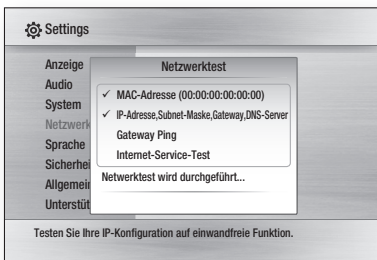 Settings
Anzeige
Audio
System
Netzwerk
Sprache
Sicherhei
Allgemein
Unterstüt
Netzwerktest
✓ MAC-Adresse (00:00:00:00:00:00)
✓ IP-Adresse,Subnet-Maske,Gateway,DNS-Server
Gateway Ping
Internet-Service-Test
Netwerktest wird durchgeführt...
Testen Sie Ihre IP-Konfiguration auf einwandfreie Funktion.